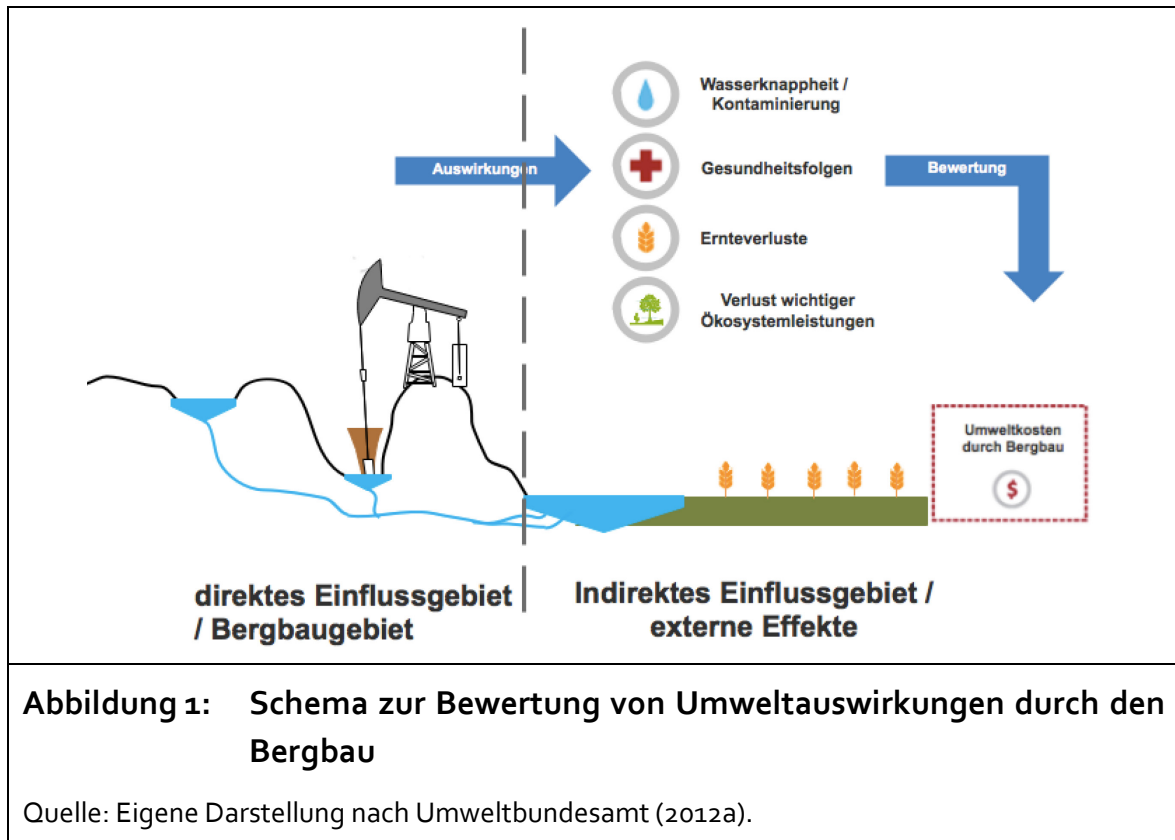 Wasserknappheit /
Kontaminierung
Auswirkungen
Gesundheitsfolgen
Bewertung
Ernteverluste
Verlust wichtiger
Ökosystemleistungen
Umweltkosten
durch Bergbau
$
direktes Einflussgebiet
/ Bergbaugebiet
Indirektes Einflussgebiet /
externe Effekte
Abbildung 1: Schema zur Bewertung von Umweltauswirkungen durch den
Bergbau
Quelle: Eigene Darstellung nach Umweltbundesamt (2012a).